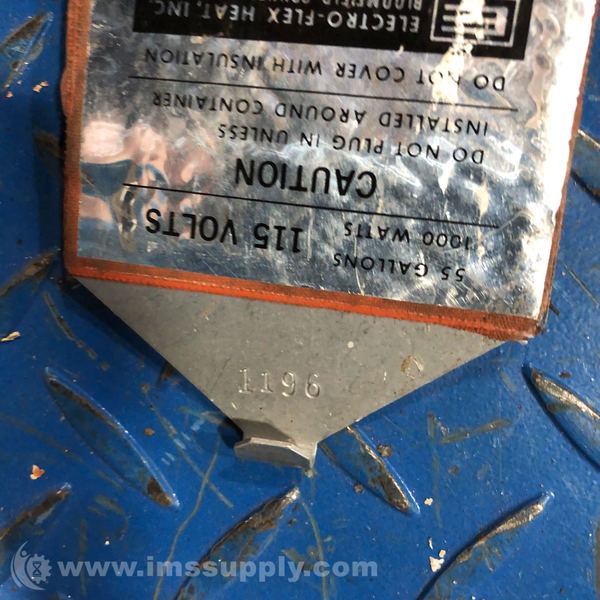 ELECTRO-FLEX HEAT, INC.
DO NOT COVER WITH INSULATION
INSTALLED AROUND CONTAINER
DO NOT PLUG IN UNLESS
CAUTION
1000 WATTS 115 VOLTS
55 GALLONS
1196
www.imssupply.com